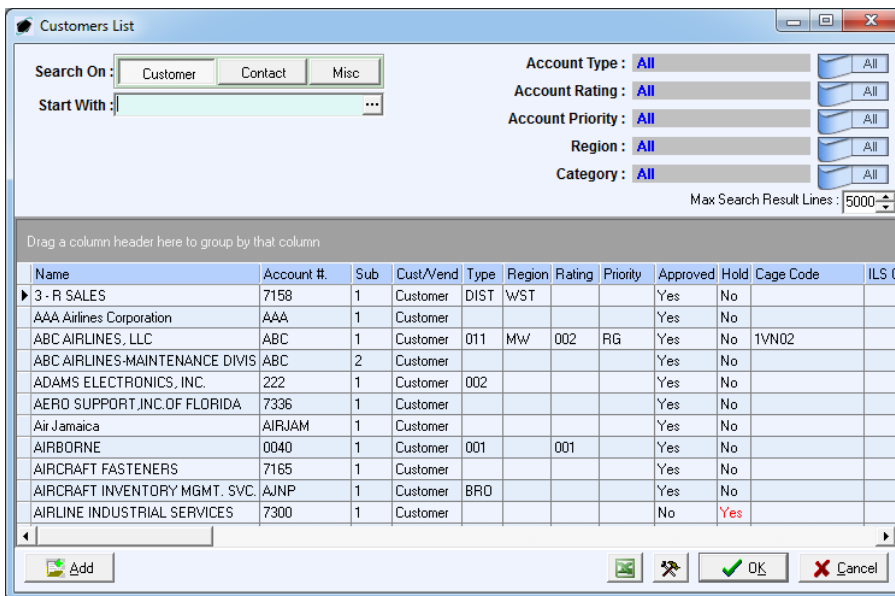 Customers List
Search On : Customer Contact Misc
Start With : ...
Account Type : All All
Account Rating : All All
Account Priority : All All
Region : All All
Category : All All
Max Search Result Lines : 5000
Drag a column header here to group by that column
Name Account #. Sub Cust/Vend Type Region Rating Priority Approved Hold Cage Code ILS
3 - R SALES 7158 1 Customer DIST WST Yes No
AAA Airlines Corporation AAA 1 Customer Yes No
ABC AIRLINES, LLC ABC 1 Customer 011 MW 002 RG Yes No 1VN02
ABC AIRLINES-MAINTENANCE DIVIS ABC 2 Customer Yes No
ADAMS ELECTRONICS, INC. 222 1 Customer 002 Yes No
AERO SUPPORT,INC.OF FLORIDA 7336 1 Customer Yes No
Air Jamaica AIRJAM 1 Customer Yes No
AIRBORNE 0040 1 Customer 001 001 Yes No
AIRCRAFT FASTENERS 7165 1 Customer Yes No
AIRCRAFT INVENTORY MGMT. SVC. AJNP 1 Customer BRO Yes No
AIRLINE INDUSTRIAL SERVICES 7300 1 Customer No Yes
Add OK Cancel